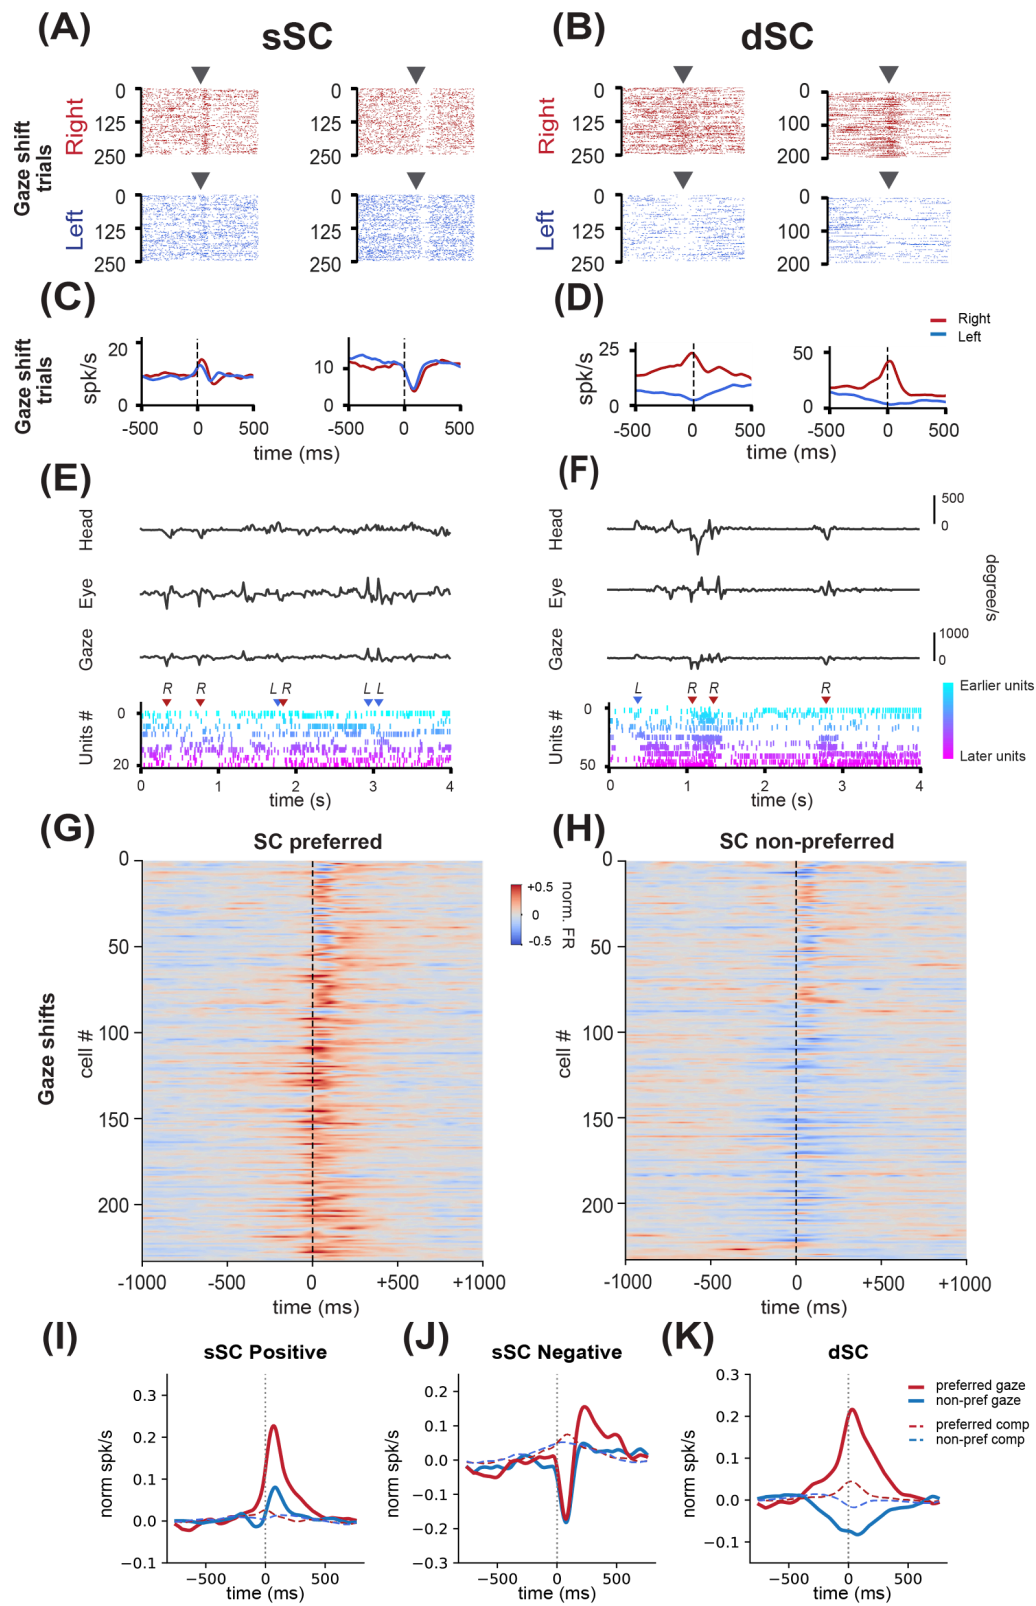 (A)
sSC
(B)
dSC
Gaze shift
trials
Right
0
125
250
0
125
250
Right
0
125
250
0
100
200
Left
0
125
250
0
125
250
Left
0
125
250
0
100
200
(C)
(D)
Right
Left
Gaze shift
trials
spk/s
20
0
-500
0
500
10
0
-500
0
500
time (ms)
spk/s
25
0
-500
0
500
50
0
-500
0
500
time (ms)
(E)
(F)
Head
Eye
Gaze
Head
Eye
Gaze
500
0
degree/s
1000
0
R R L R L L
Units #
0
20
0 1 2 3 4
time (s)
L R R R
Units #
0
50
0 1 2 3 4
time (s)
Earlier units
Later units
(G)
SC preferred
(H)
SC non-preferred
Gaze shifts
cell #
0
50
100
150
200
-1000 -500 0 +500 +1000
time (ms)
+0.5
0
-0.5
norm. FR
cell #
0
50
100
150
200
-1000 -500 0 +500 +1000
time (ms)
(I)
sSC Positive
norm spk/s
0.3
0.2
0.1
0.0
−0.1
−500 0 500
time (ms)
(J)
sSC Negative
norm spk/s
0.2
0.1
0.0
−0.1
−0.2
−0.3
−500 0 500
time (ms)
(K)
dSC
norm spk/s
0.3
0.2
0.1
0.0
−0.1
−500 0 500
time (ms)
preferred gaze
non-pref gaze
preferred comp
non-pref comp